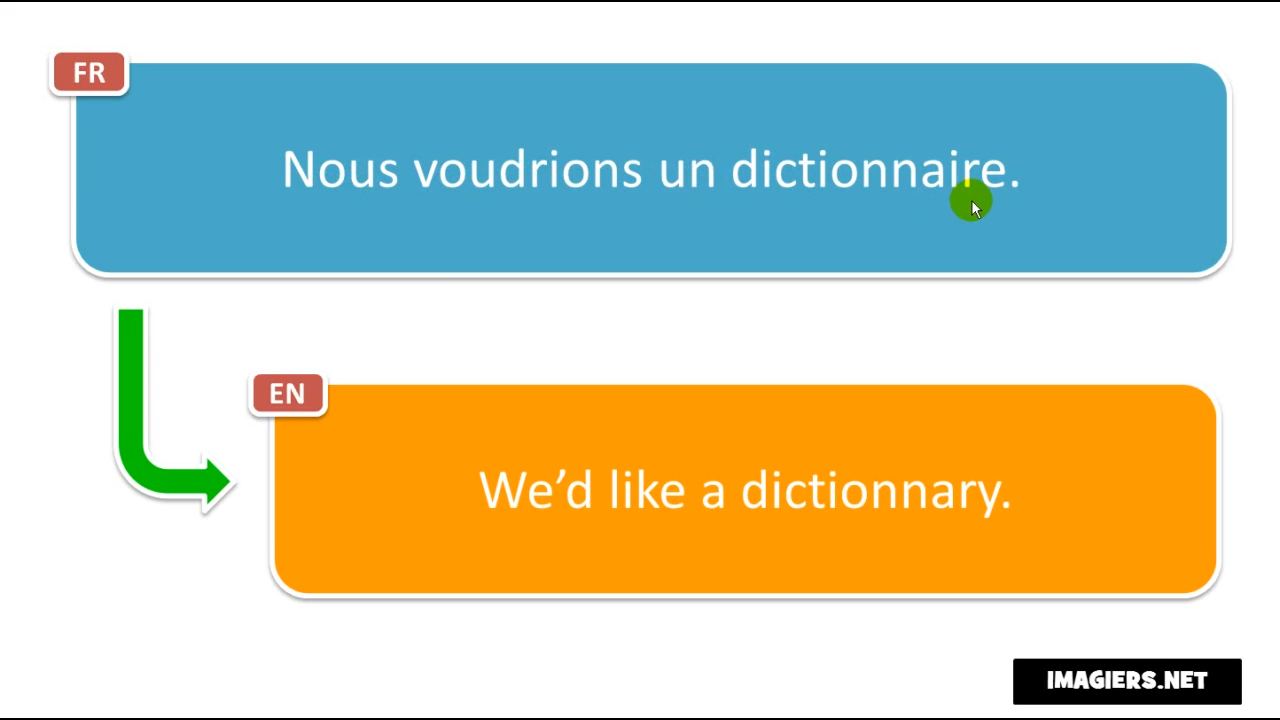 FR
Nous voudrions un dictionnaire.
EN
We’d like a dictionnary.
IMAGIERS.NET